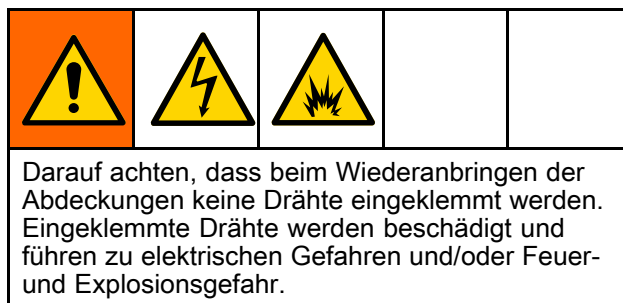 Darauf achten, dass beim Wiederanbringen der
Abdeckungen keine Drähte eingeklemmt werden.
Eingeklemmte Drähte werden beschädigt und
führen zu elektrischen Gefahren und/oder Feuer-
und Explosionsgefahr.